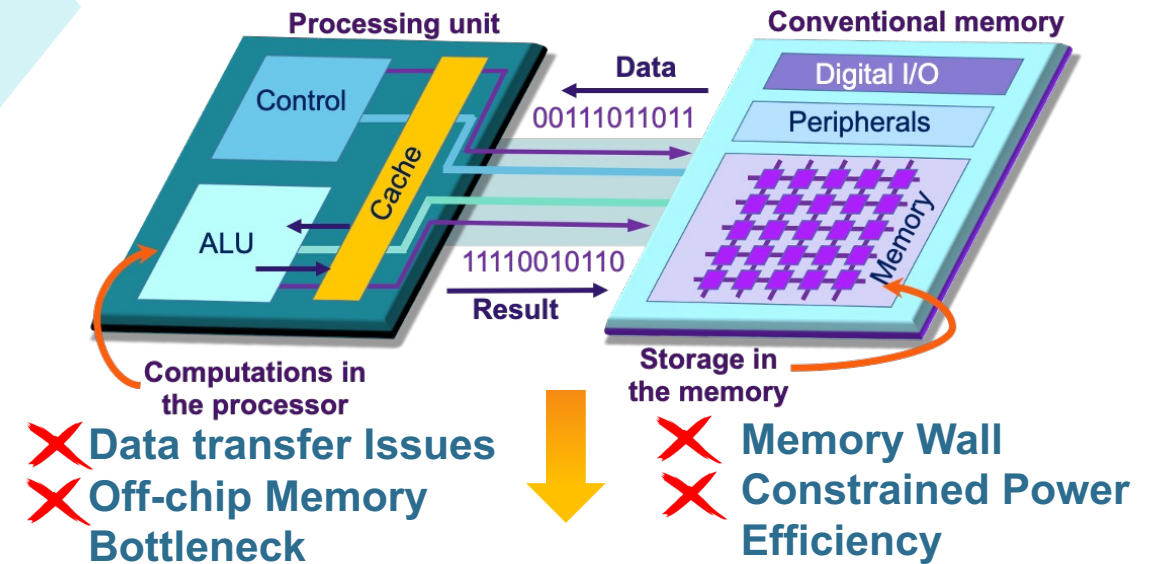 Processing unit
Conventional memory
Control
Cache
ALU
Data
00111011011
11110010110
Result
Digital I/O
Peripherals
Memory
Computations in
the processor
Storage in
the memory
Data transfer Issues
Off-chip Memory
Bottleneck
Memory Wall
Constrained Power
Efficiency